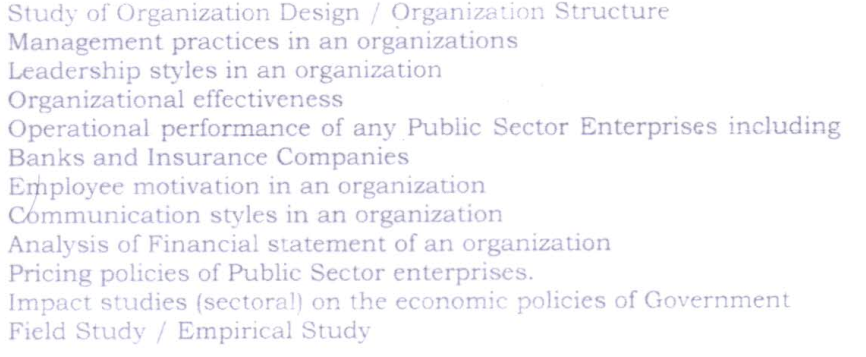 Study of Organization Design / Organization Structure
Management practices in an organizations
Leadership styles in an organization
Organizational effectiveness
Operational performance of any Public Sector Enterprises including
Banks and Insurance Companies
Employee motivation in an organization
Communication styles in an organization
Analysis of Financial statement of an organization
Pricing policies of Public Sector enterprises.
Impact studies (sectoral) on the economic policies of Government
Field Study / Empirical Study